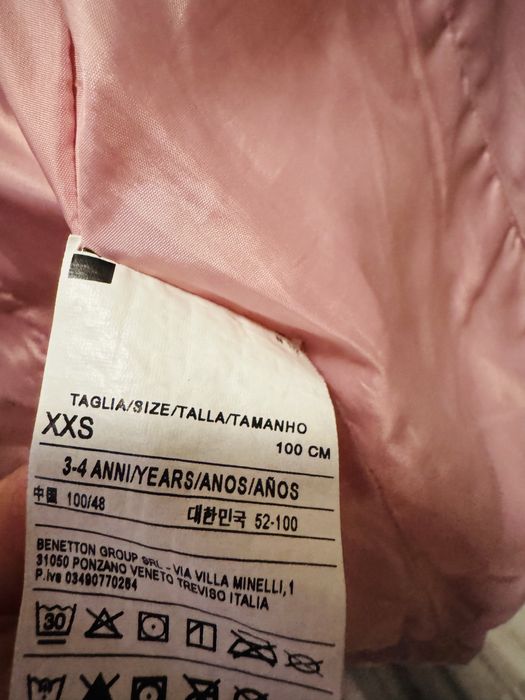 TAGLIA/SIZE/TALLA/TAMANHO
XXS 100 CM
3-4 ANNI/YEARS/ANOS/AÑOS
中國 100/48 대한민국 52-100
BENETTON GROUP SRL - VIA VILLA MINELLI,1
31050 PONZANO VENETO TREVISO ITALIA
P.iva 03490770264
30